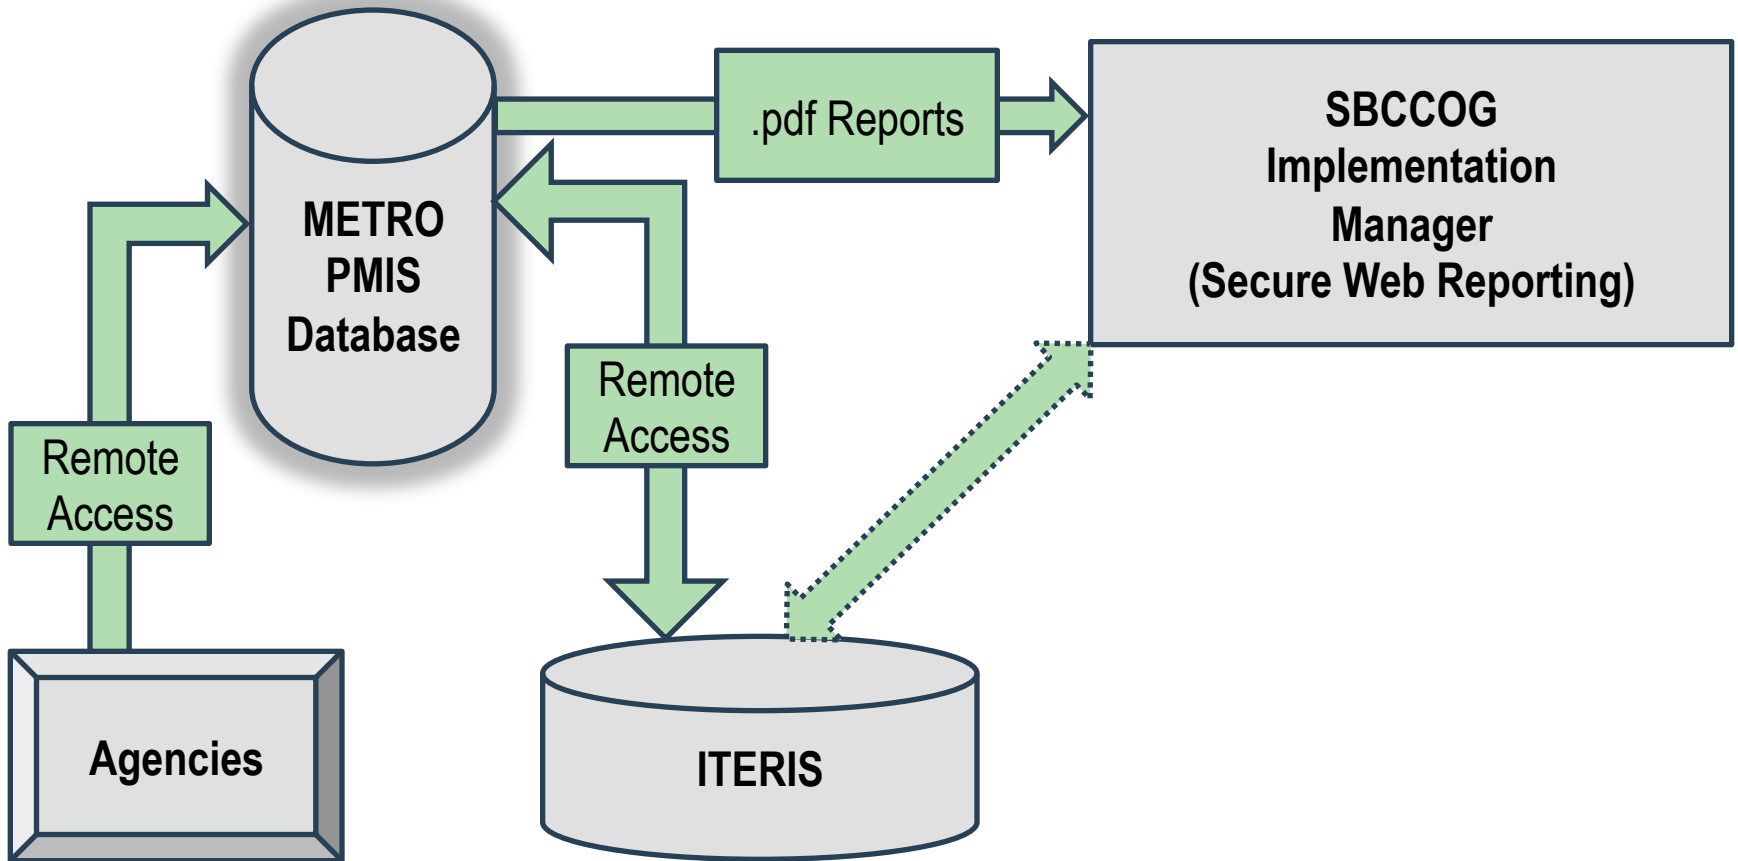 METRO
PMIS
Database
.pdf Reports
SBCCOG
Implementation
Manager
(Secure Web Reporting)
Remote
Access
Remote
Access
Agencies
ITERIS